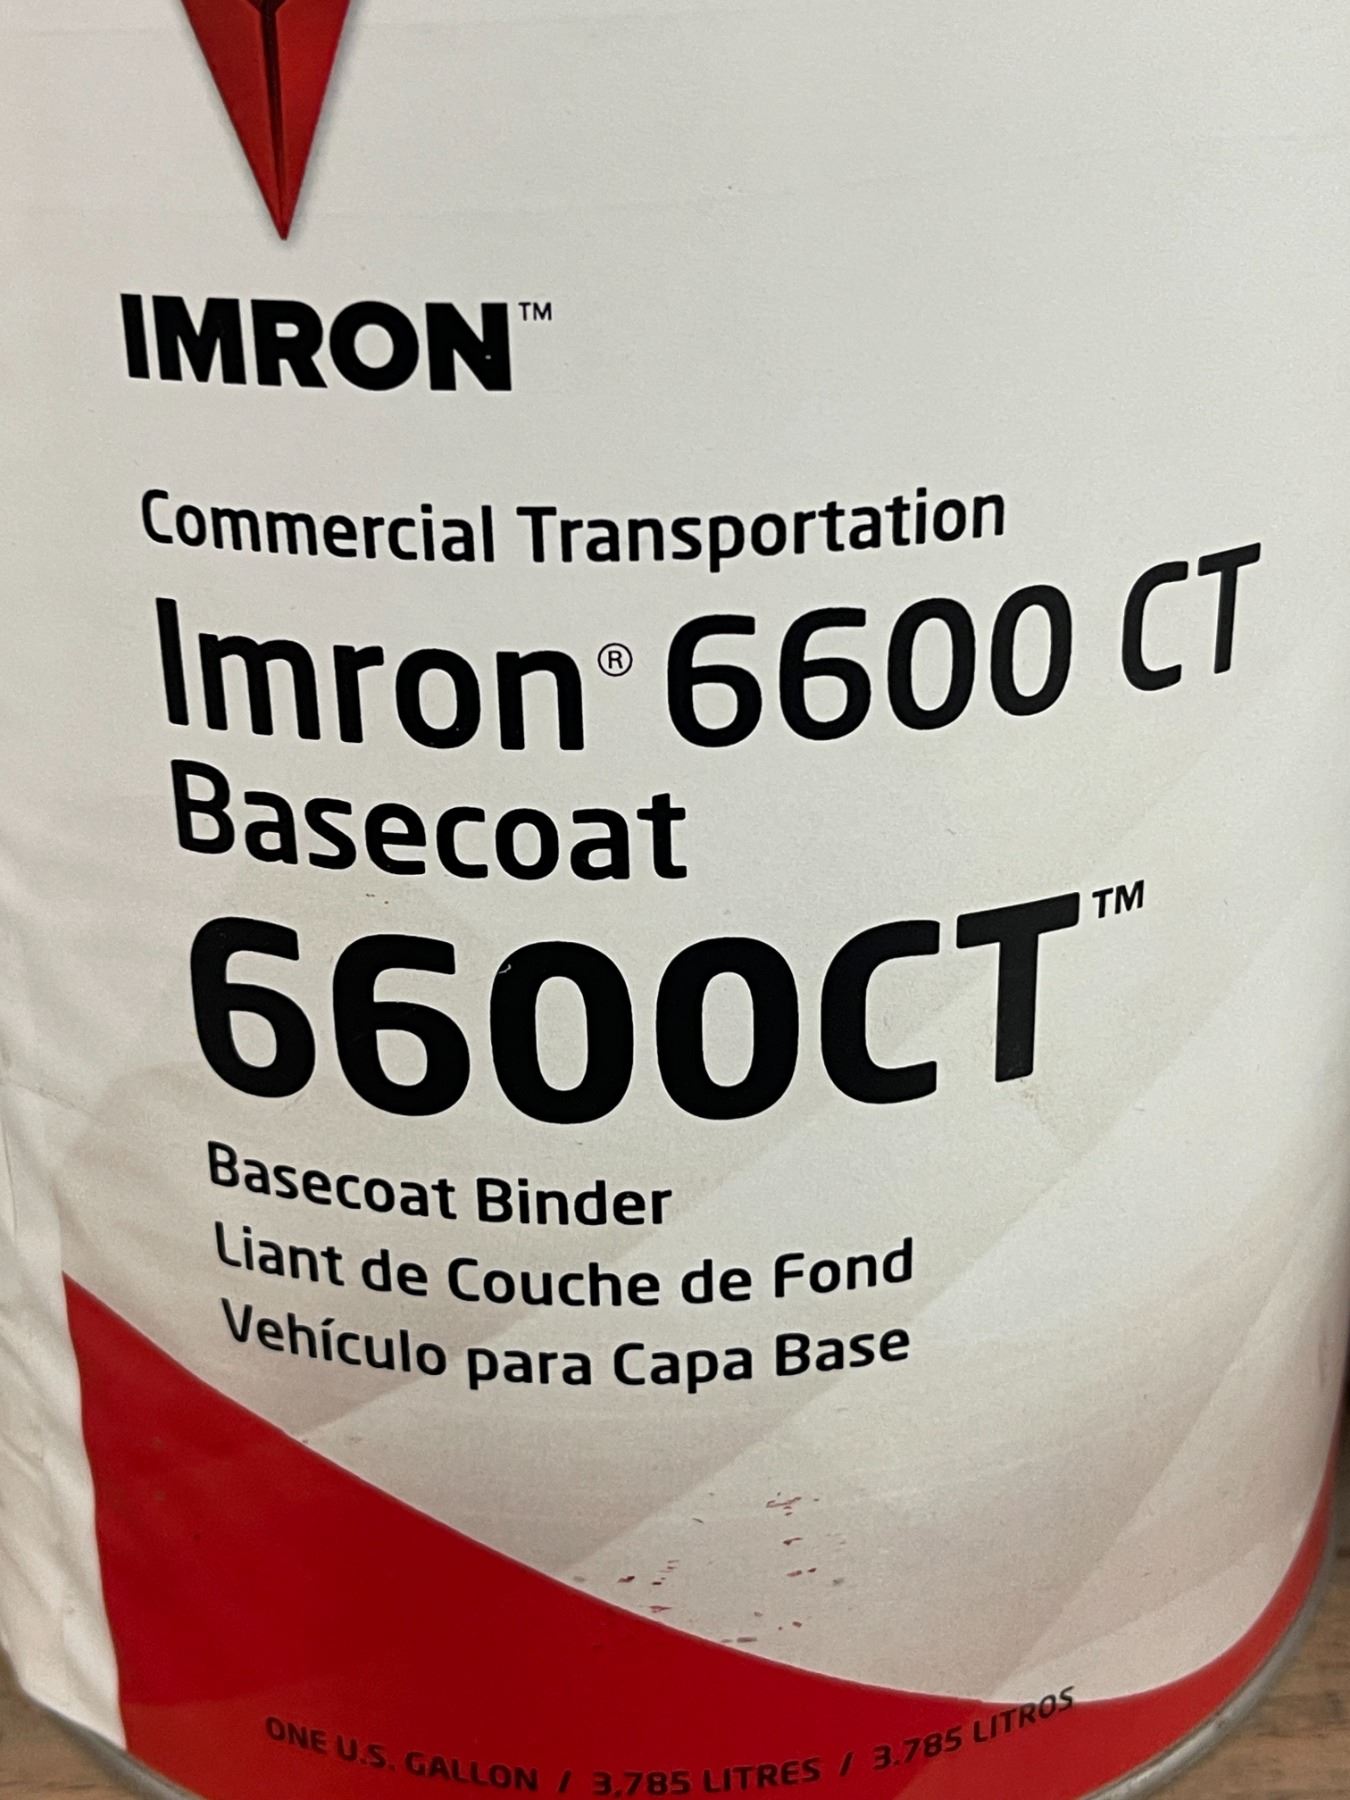 IMRON™
Commercial Transportation
Imron® 6600 CT
Basecoat
6600CT™
Basecoat Binder
Liant de Couche de Fond
Vehículo para Capa Base
ONE U.S. GALLON / 3,785 LITRES / 3.785 LITROS